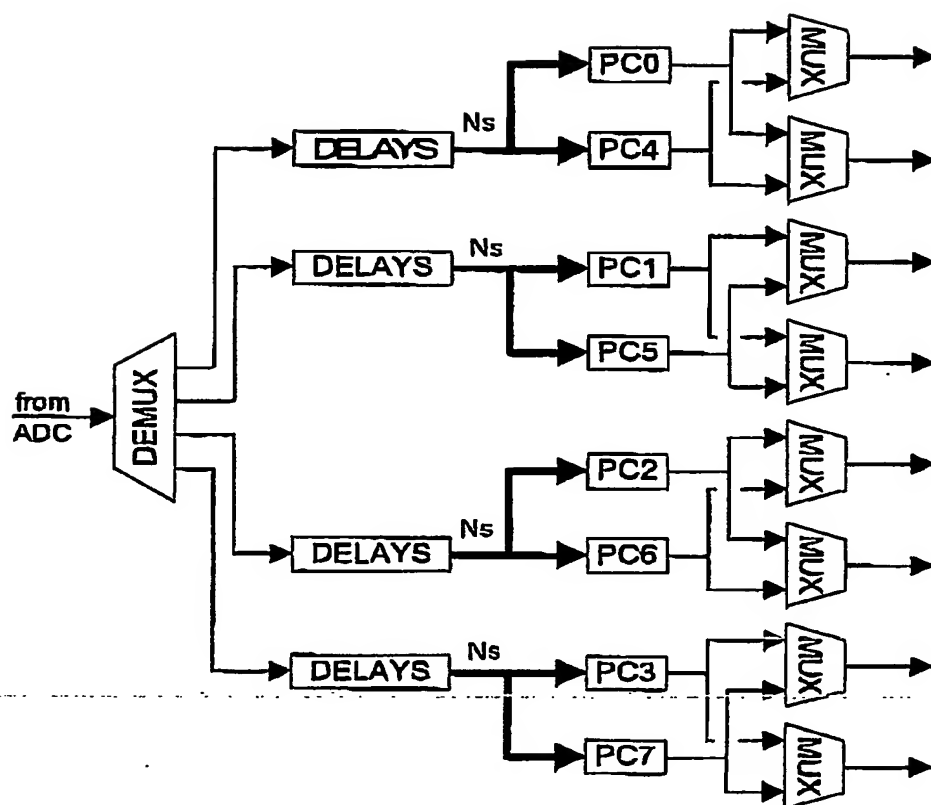 PC0
MUX
Ns
DELAYS
PC4
MUX
Ns
DELAYS
PC1
MUX
PC5
MUX
from
ADC
DEMUX
PC2
MUX
Ns
DELAYS
PC6
MUX
Ns
DELAYS
PC3
MUX
PC7
MUX